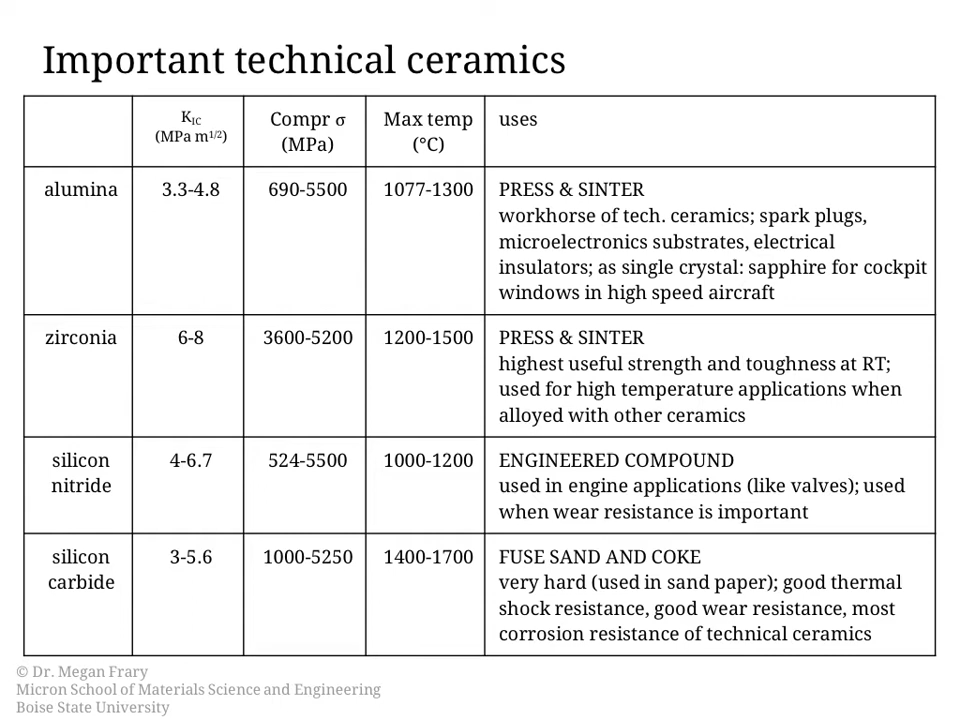 Important technical ceramics
K_IC
(MPa m^1/2)
Compr σ
(MPa)
Max temp
(°C)
uses
alumina
3.3-4.8
690-5500
1077-1300
PRESS & SINTER
workhorse of tech. ceramics; spark plugs,
microelectronics substrates, electrical
insulators; as single crystal: sapphire for cockpit
windows in high speed aircraft
zirconia
6-8
3600-5200
1200-1500
PRESS & SINTER
highest useful strength and toughness at RT;
used for high temperature applications when
alloyed with other ceramics
silicon
nitride
4-6.7
524-5500
1000-1200
ENGINEERED COMPOUND
used in engine applications (like valves); used
when wear resistance is important
silicon
carbide
3-5.6
1000-5250
1400-1700
FUSE SAND AND COKE
very hard (used in sand paper); good thermal
shock resistance, good wear resistance, most
corrosion resistance of technical ceramics
© Dr. Megan Frary
Micron School of Materials Science and Engineering
Boise State University